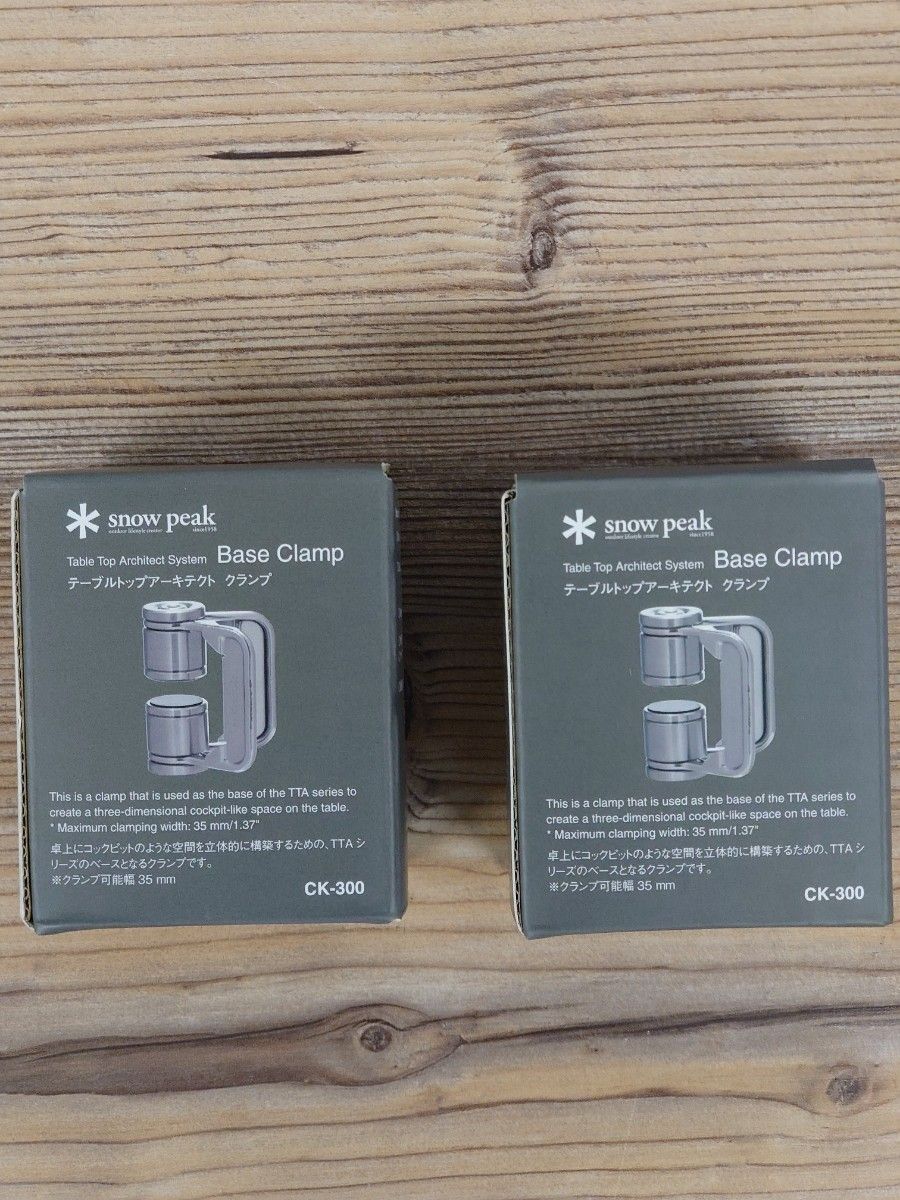 snow peak
outdoor lifestyle creator since1958
Table Top Architect System Base Clamp
テーブルトップアーキテクト クランプ
This is a clamp that is used as the base of the TTA series to
create a three-dimensional cockpit-like space on the table.
* Maximum clamping width: 35 mm/1.37"
卓上にコックピットのような空間を立体的に構築するための、TTA シ
リーズのベースとなるクランプです。
※クランプ可能幅 35 mm
CK-300
snow peak
outdoor lifestyle creator since1958
Table Top Architect System Base Clamp
テーブルトップアーキテクト クランプ
This is a clamp that is used as the base of the TTA series to
create a three-dimensional cockpit-like space on the table.
* Maximum clamping width: 35 mm/1.37"
卓上にコックピットのような空間を立体的に構築するための、TTA シ
リーズのベースとなるクランプです。
※クランプ可能幅 35 mm
CK-300